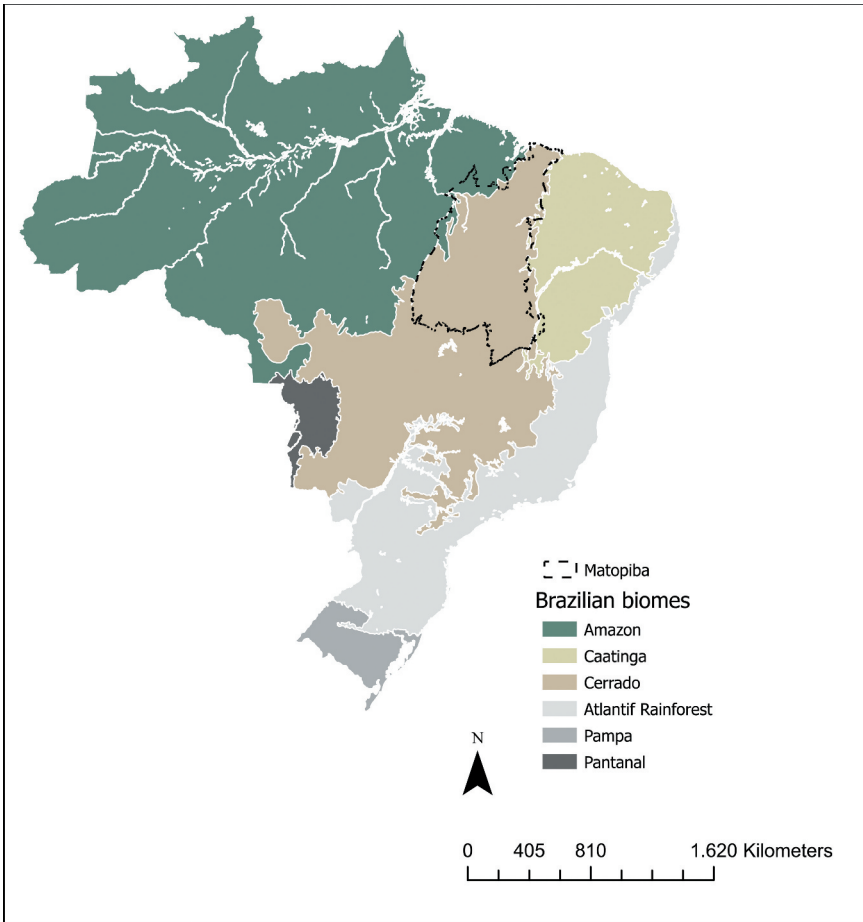 Matopiba
Brazilian biomes
Amazon
Caatinga
Cerrado
Atlantif Rainforest
Pampa
Pantanal
N
0 405 810 1.620 Kilometers